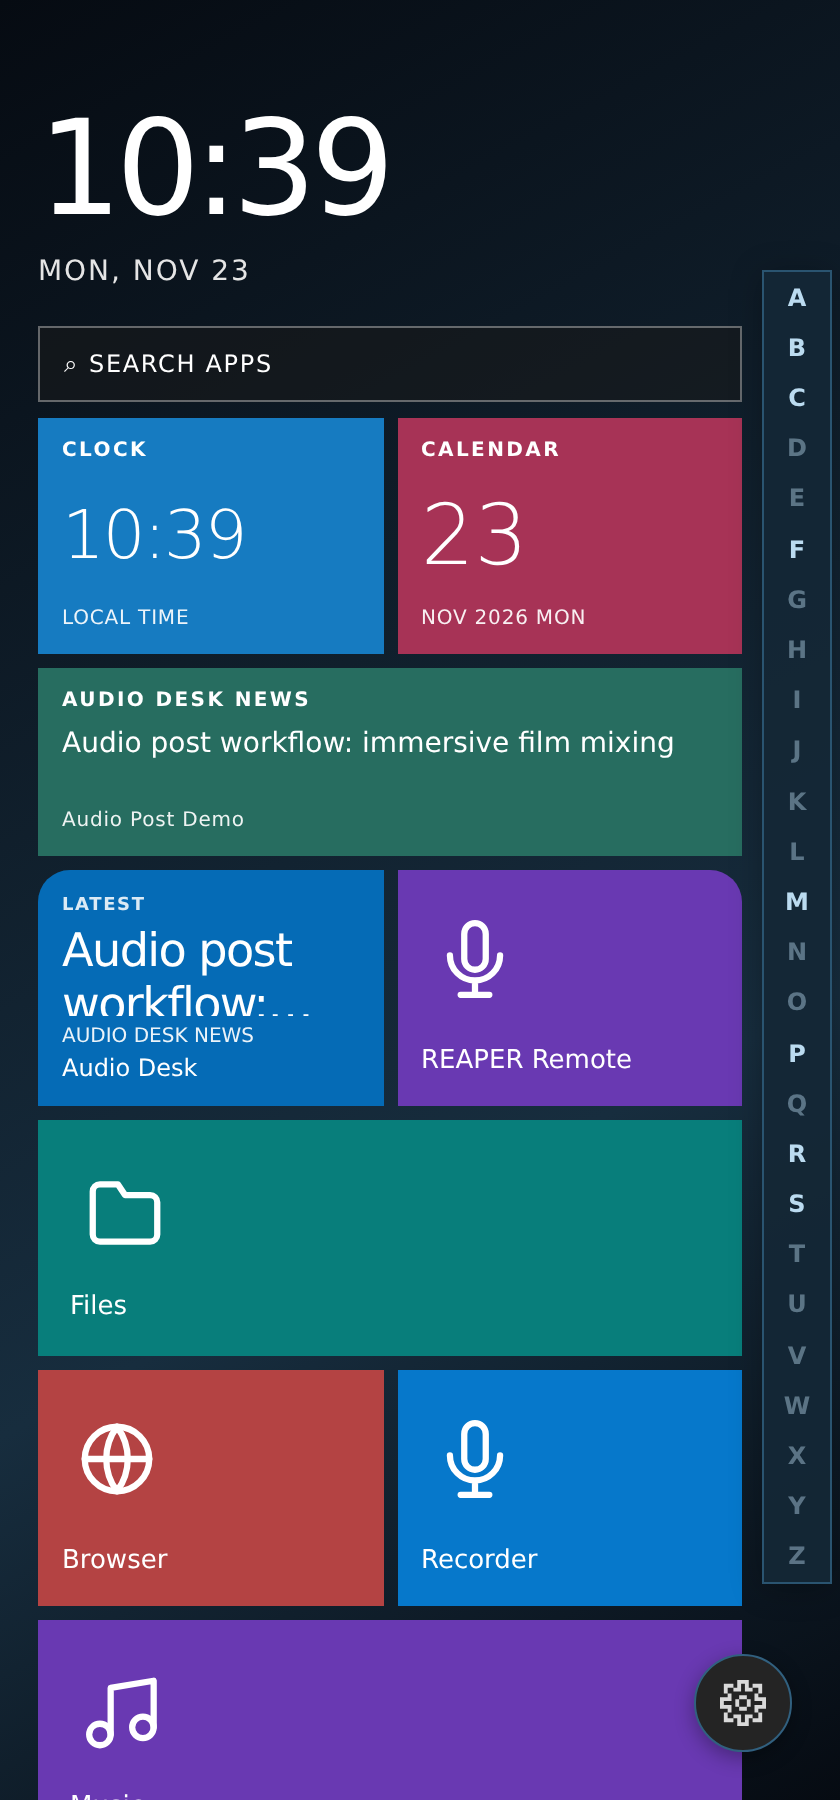 10:39
MON, NOV 23
SEARCH APPS
CLOCK
10:39
LOCAL TIME
CALENDAR
23
NOV 2026 MON
AUDIO DESK NEWS
Audio post workflow: immersive film mixing
Audio Post Demo
LATEST
Audio post
workflow:…
AUDIO DESK NEWS
Audio Desk
REAPER Remote
Files
Browser
Recorder
Music
A
B
C
D
E
F
G
H
I
J
K
L
M
N
O
P
Q
R
S
T
U
V
W
X
Y
Z